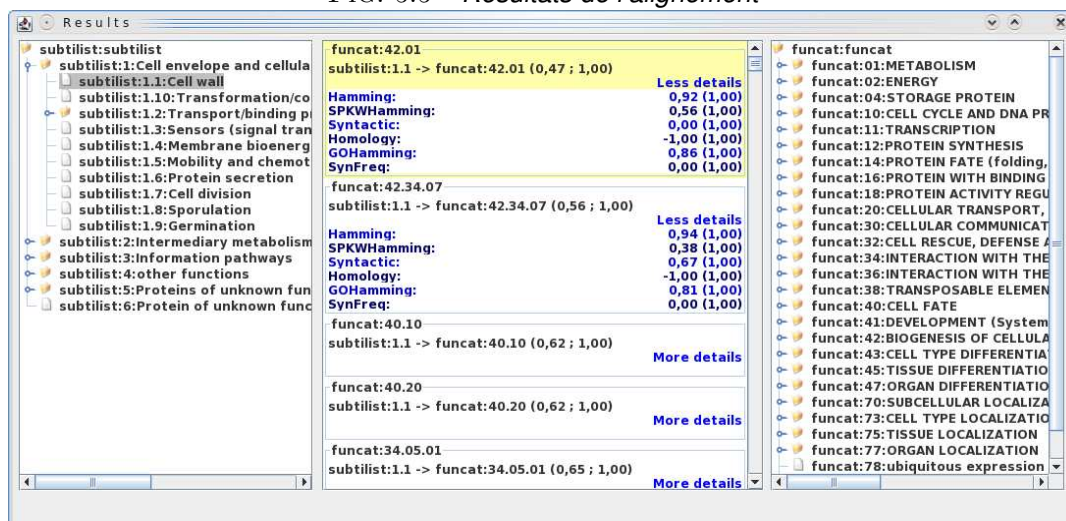 Résultats de l'alignement
Results
subtilist:subtilist
subtilist:1:Cell envelope and cellula
subtilist:1.1:Cell wall
subtilist:1.10:Transformation/co
subtilist:1.2:Transport/binding p
subtilist:1.3:Sensors (signal tran
subtilist:1.4:Membrane bioenerg
subtilist:1.5:Mobility and chemot
subtilist:1.6:Protein secretion
subtilist:1.7:Cell division
subtilist:1.8:Sporulation
subtilist:1.9:Germination
subtilist:2:Intermediary metabolism
subtilist:3:Information pathways
subtilist:4:other functions
subtilist:5:Proteins of unknown fun
subtilist:6:Protein of unknown func
funcat:42.01
subtilist:1.1 -> funcat:42.01 (0,47 ; 1,00)
Less details
Hamming: 0,92 (1,00)
SPKWHamming: 0,56 (1,00)
Syntactic: 0,00 (1,00)
Homology: -1,00 (1,00)
GOHamming: 0,86 (1,00)
SynFreq: 0,00 (1,00)
funcat:42.34.07
subtilist:1.1 -> funcat:42.34.07 (0,56 ; 1,00)
Less details
Hamming: 0,94 (1,00)
SPKWHamming: 0,38 (1,00)
Syntactic: 0,67 (1,00)
Homology: -1,00 (1,00)
GOHamming: 0,81 (1,00)
SynFreq: 0,00 (1,00)
funcat:40.10
subtilist:1.1 -> funcat:40.10 (0,62 ; 1,00)
More details
funcat:40.20
subtilist:1.1 -> funcat:40.20 (0,62 ; 1,00)
More details
funcat:34.05.01
subtilist:1.1 -> funcat:34.05.01 (0,65 ; 1,00)
More details
funcat:funcat
funcat:01:METABOLISM
funcat:02:ENERGY
funcat:04:STORAGE PROTEIN
funcat:10:CELL CYCLE AND DNA PR
funcat:11:TRANSCRIPTION
funcat:12:PROTEIN SYNTHESIS
funcat:14:PROTEIN FATE (folding,
funcat:16:PROTEIN WITH BINDING
funcat:18:PROTEIN ACTIVITY REGU
funcat:20:CELLULAR TRANSPORT,
funcat:30:CELLULAR COMMUNICAT
funcat:32:CELL RESCUE, DEFENSE A
funcat:34:INTERACTION WITH THE
funcat:36:INTERACTION WITH THE
funcat:38:TRANSPOSABLE ELEMEN
funcat:40:CELL FATE
funcat:41:DEVELOPMENT (System
funcat:42:BIOGENESIS OF CELLULA
funcat:43:CELL TYPE DIFFERENTIA
funcat:45:TISSUE DIFFERENTIATIO
funcat:47:ORGAN DIFFERENTIATIO
funcat:70:SUBCELLULAR LOCALIZA
funcat:73:CELL TYPE LOCALIZATIO
funcat:75:TISSUE LOCALIZATION
funcat:77:ORGAN LOCALIZATION
funcat:78:ubiquitous expression